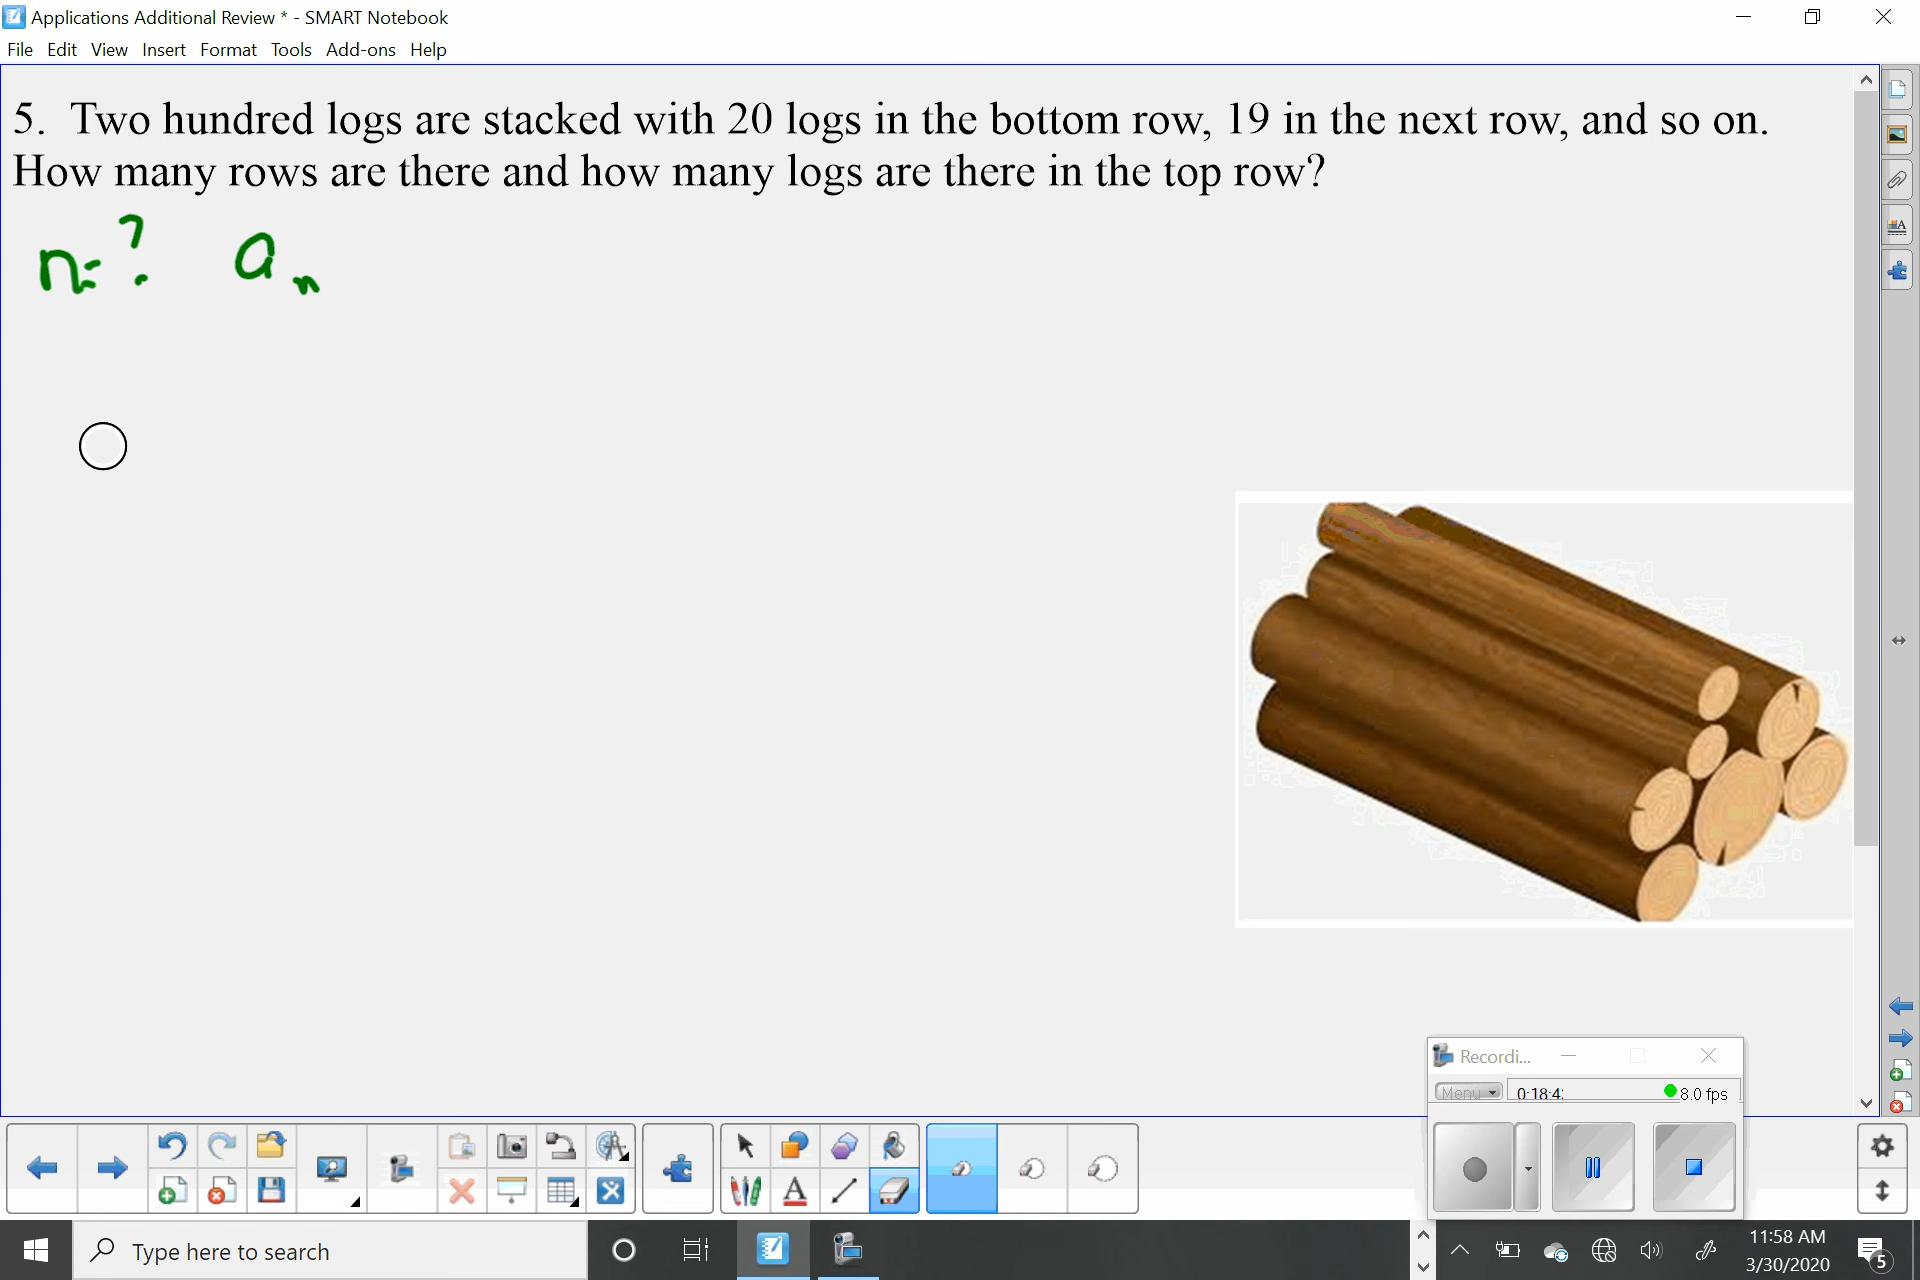 Applications Additional Review * - SMART Notebook
File Edit View Insert Format Tools Add-ons Help
5. Two hundred logs are stacked with 20 logs in the bottom row, 19 in the next row, and so on.
How many rows are there and how many logs are there in the top row?
n=? a n
Recordi...
Menu 0:18:4 8.0 fps
Type here to search
11:58 AM
3/30/2020
5